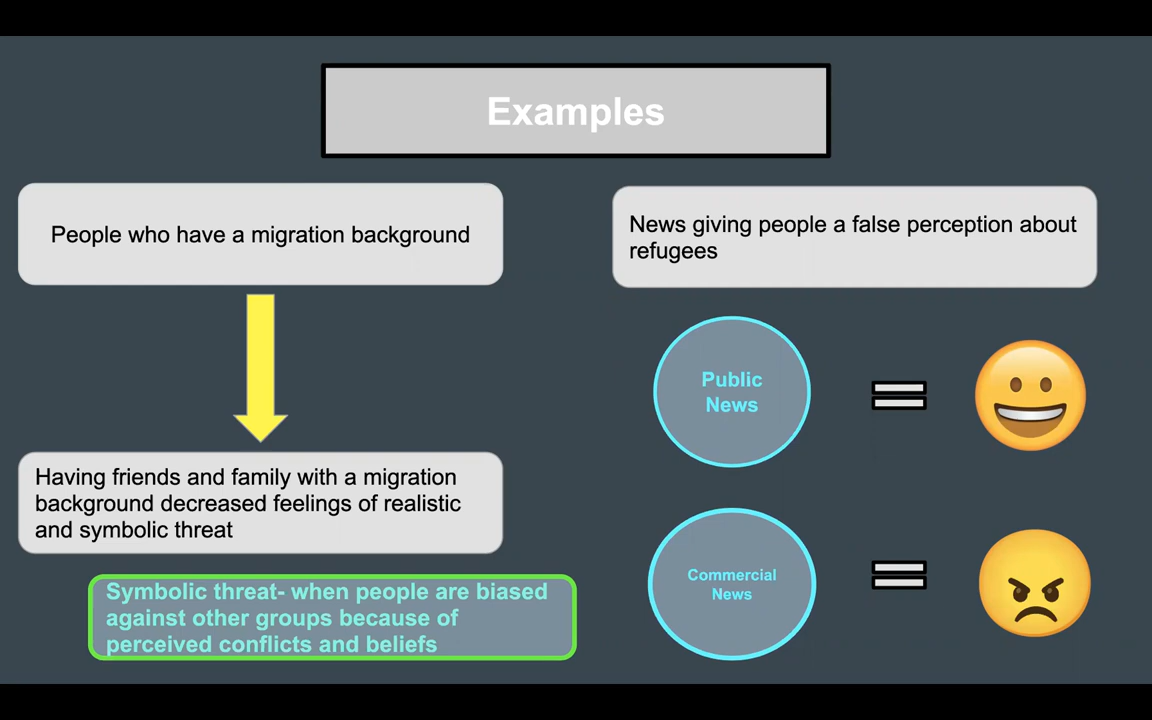 Examples
People who have a migration background
Having friends and family with a migration
background decreased feelings of realistic
and symbolic threat
Symbolic threat- when people are biased
against other groups because of
perceived conflicts and beliefs
News giving people a false perception about
refugees
Public
News
Commercial
News